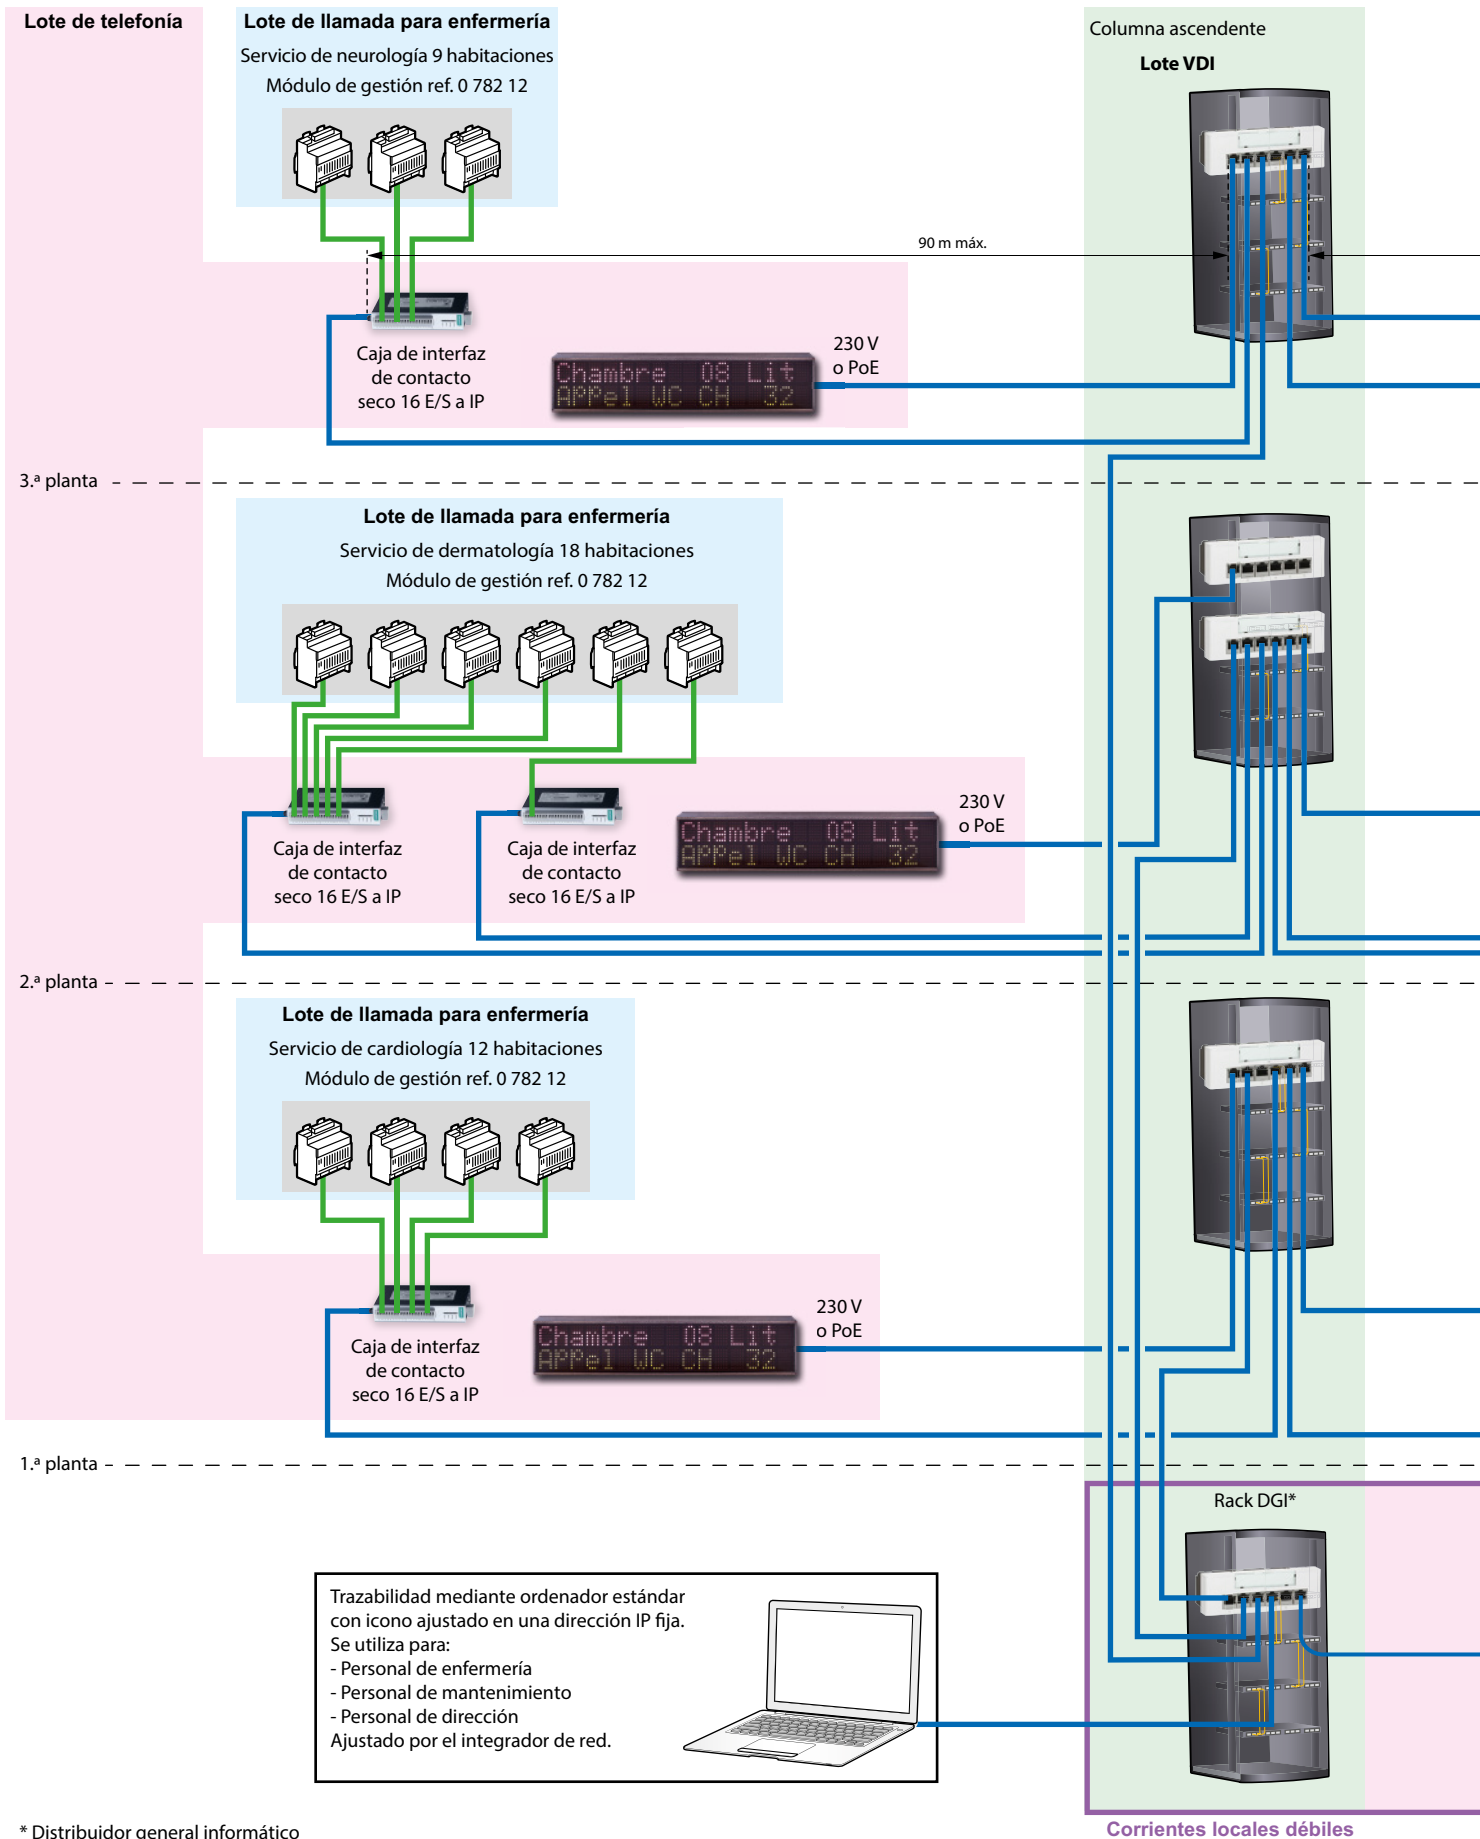 Lote de telefonía
Lote de llamada para enfermería
Servicio de neurología 9 habitaciones
Módulo de gestión ref. 0 782 12
Columna ascendente
Lote VDI
90 m máx.
Caja de interfaz
de contacto
seco 16 E/S a IP
Chambre 08 Lit
APPel WC CH 32
230 V
o PoE
3.ª planta
Lote de llamada para enfermería
Servicio de dermatología 18 habitaciones
Módulo de gestión ref. 0 782 12
Caja de interfaz
de contacto
seco 16 E/S a IP
Caja de interfaz
de contacto
seco 16 E/S a IP
Chambre 08 Lit
APPel WC CH 32
230 V
o PoE
2.ª planta
Lote de llamada para enfermería
Servicio de cardiología 12 habitaciones
Módulo de gestión ref. 0 782 12
Caja de interfaz
de contacto
seco 16 E/S a IP
Chambre 08 Lit
APPel WC CH 32
230 V
o PoE
1.ª planta
Rack DGI*
Trazabilidad mediante ordenador estándar
con icono ajustado en una dirección IP fija.
Se utiliza para:
- Personal de enfermería
- Personal de mantenimiento
- Personal de dirección
Ajustado por el integrador de red.
* Distribuidor general informático
Corrientes locales débiles